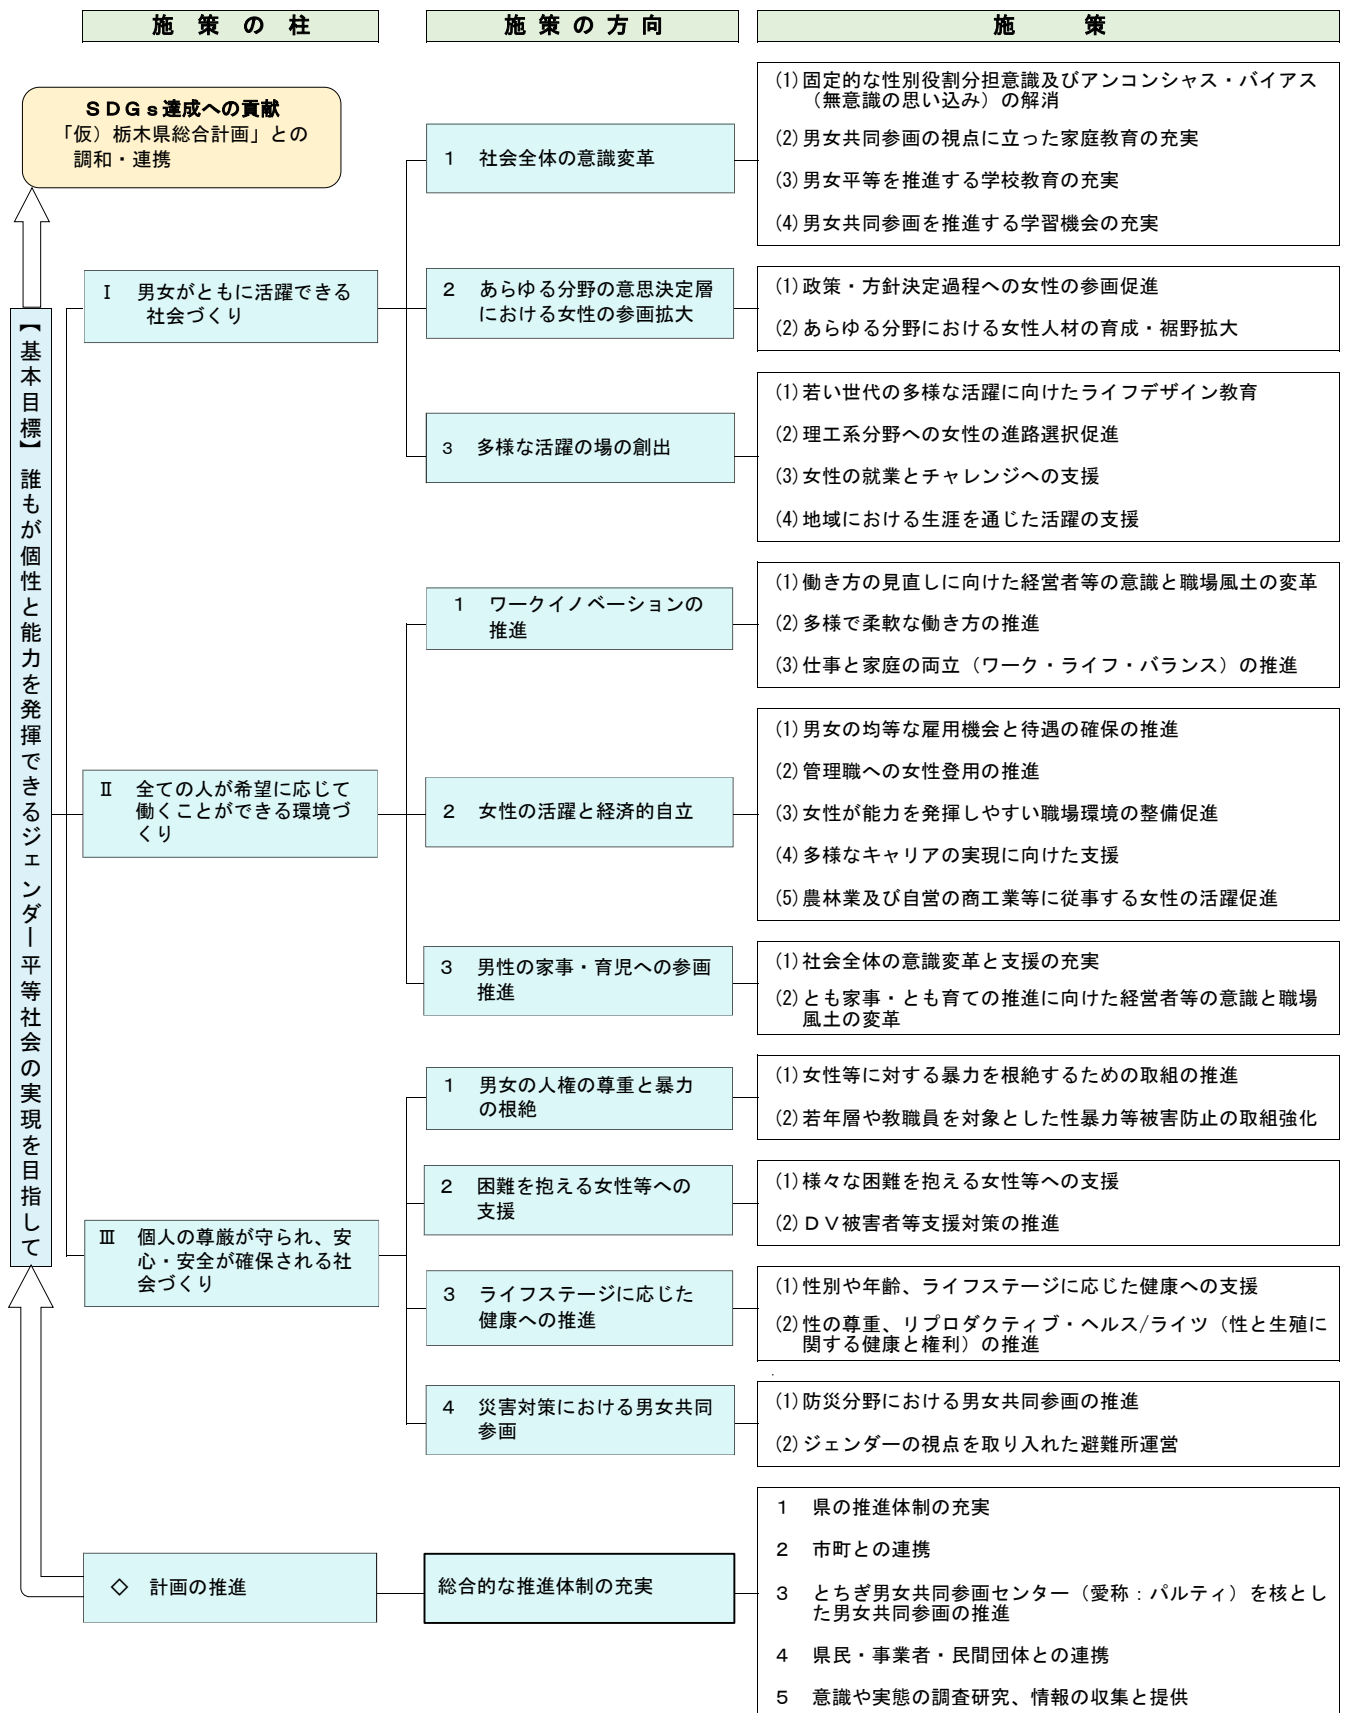 施策の柱
施策の方向
施策
ＳＤＧｓ達成への貢献
「仮）栃木県総合計画」との
調和・連携
【基本目標】誰もが個性と能力を発揮できるジェンダー平等社会の実現を目指して
Ⅰ　男女がともに活躍できる
社会づくり
１　社会全体の意識変革
(1)固定的な性別役割分担意識及びアンコンシャス・バイアス
（無意識の思い込み）の解消
(2)男女共同参画の視点に立った家庭教育の充実
(3)男女平等を推進する学校教育の充実
(4)男女共同参画を推進する学習機会の充実
２　あらゆる分野の意思決定層
における女性の参画拡大
(1)政策・方針決定過程への女性の参画促進
(2)あらゆる分野における女性人材の育成・裾野拡大
３　多様な活躍の場の創出
(1)若い世代の多様な活躍に向けたライフデザイン教育
(2)理工系分野への女性の進路選択促進
(3)女性の就業とチャレンジへの支援
(4)地域における生涯を通じた活躍の支援
Ⅱ　全ての人が希望に応じて
働くことができる環境づ
くり
１　ワークイノベーションの
推進
(1)働き方の見直しに向けた経営者等の意識と職場風土の変革
(2)多様で柔軟な働き方の推進
(3)仕事と家庭の両立（ワーク・ライフ・バランス）の推進
２　女性の活躍と経済的自立
(1)男女の均等な雇用機会と待遇の確保の推進
(2)管理職への女性登用の推進
(3)女性が能力を発揮しやすい職場環境の整備促進
(4)多様なキャリアの実現に向けた支援
(5)農林業及び自営の商工業等に従事する女性の活躍促進
３　男性の家事・育児への参画
推進
(1)社会全体の意識変革と支援の充実
(2)とも家事・とも育ての推進に向けた経営者等の意識と職場
風土の変革
Ⅲ　個人の尊厳が守られ、安
心・安全が確保される社
会づくり
１　男女の人権の尊重と暴力
の根絶
(1)女性等に対する暴力を根絶するための取組の推進
(2)若年層や教職員を対象とした性暴力等被害防止の取組強化
２　困難を抱える女性等への
支援
(1)様々な困難を抱える女性等への支援
(2)ＤＶ被害者等支援対策の推進
３　ライフステージに応じた
健康への推進
(1)性別や年齢、ライフステージに応じた健康への支援
(2)性の尊重、リプロダクティブ・ヘルス/ライツ（性と生殖に
関する健康と権利）の推進
４　災害対策における男女共同
参画
(1)防災分野における男女共同参画の推進
(2)ジェンダーの視点を取り入れた避難所運営
◇　計画の推進
総合的な推進体制の充実
１　県の推進体制の充実
２　市町との連携
３　とちぎ男女共同参画センター（愛称：パルティ）を核とし
た男女共同参画の推進
４　県民・事業者・民間団体との連携
５　意識や実態の調査研究、情報の収集と提供